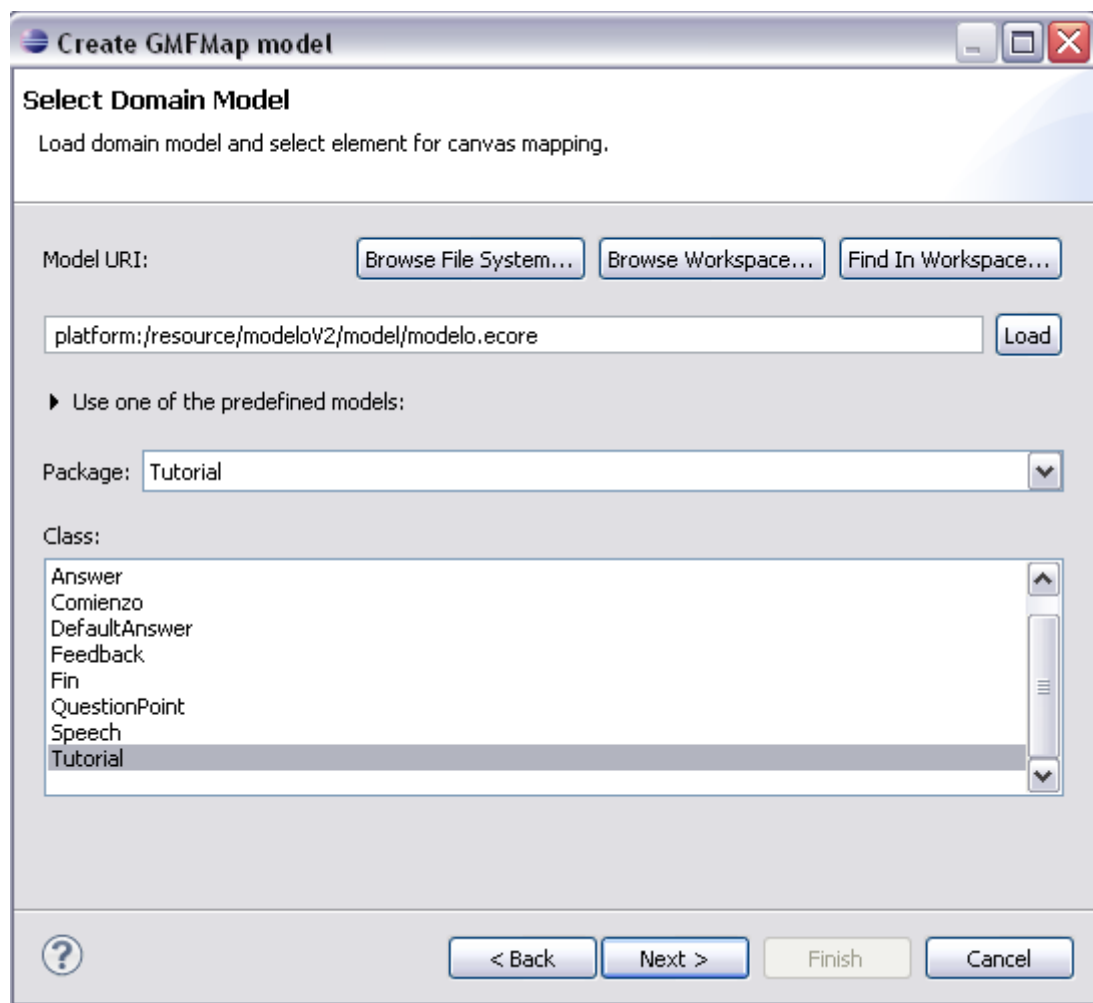 Create GMFMap model
Select Domain Model
Load domain model and select element for canvas mapping.
Model URI:
Browse File System...
Browse Workspace...
Find In Workspace...
platform:/resource/modeloV2/model/modelo.ecore
Load
Use one of the predefined models:
Package:
Tutorial
Class:
Answer
Comienzo
DefaultAnswer
Feedback
Fin
QuestionPoint
Speech
Tutorial
?
< Back
Next >
Finish
Cancel